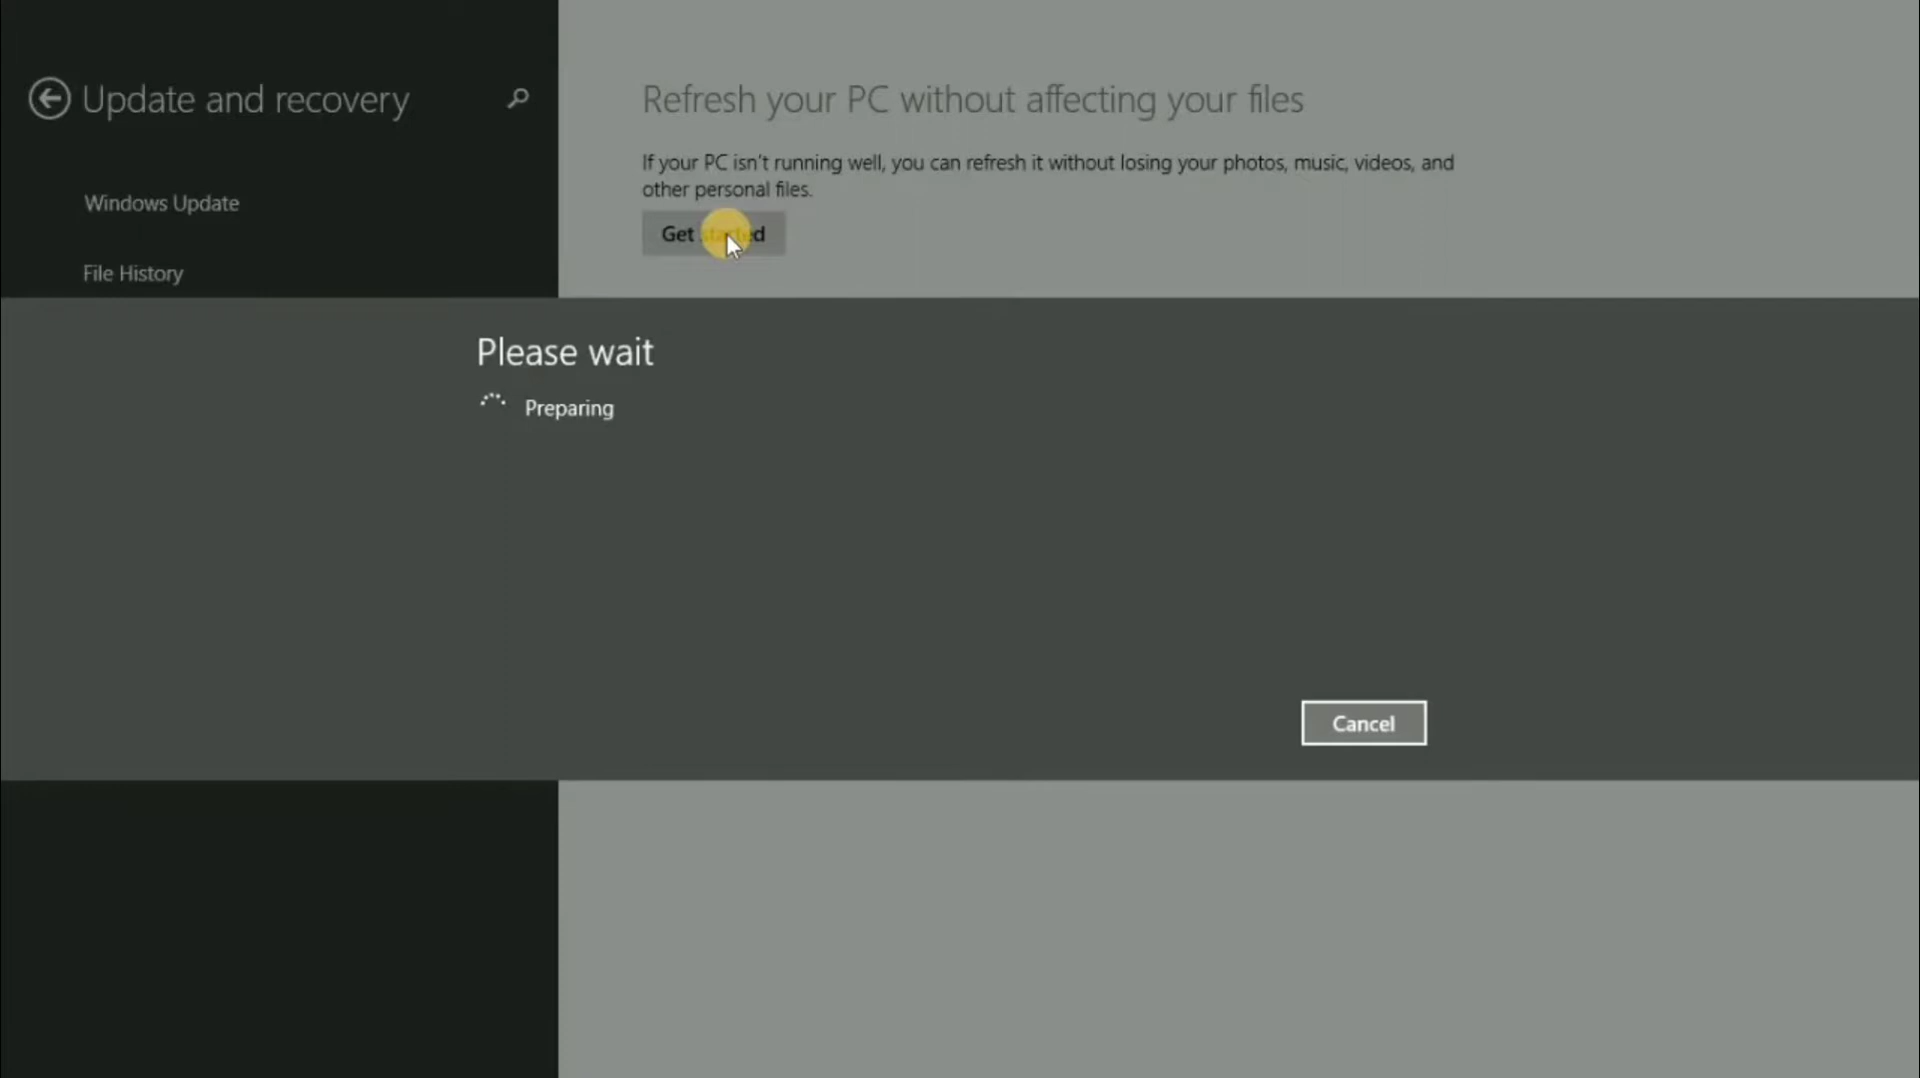 Update and recovery
Windows Update
File History
Refresh your PC without affecting your files
If your PC isn't running well, you can refresh it without losing your photos, music, videos, and
other personal files.
Get started
Please wait
Preparing
Cancel